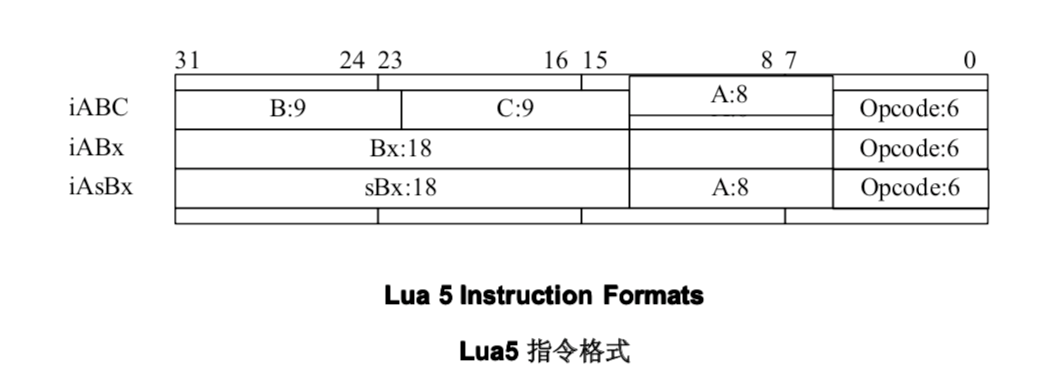 31 24 23 16 15 8 7 0
iABC B:9 C:9 A:8 Opcode:6
iABx Bx:18 Opcode:6
iAsBx sBx:18 A:8 Opcode:6
Lua 5 Instruction Formats
Lua5 指令格式